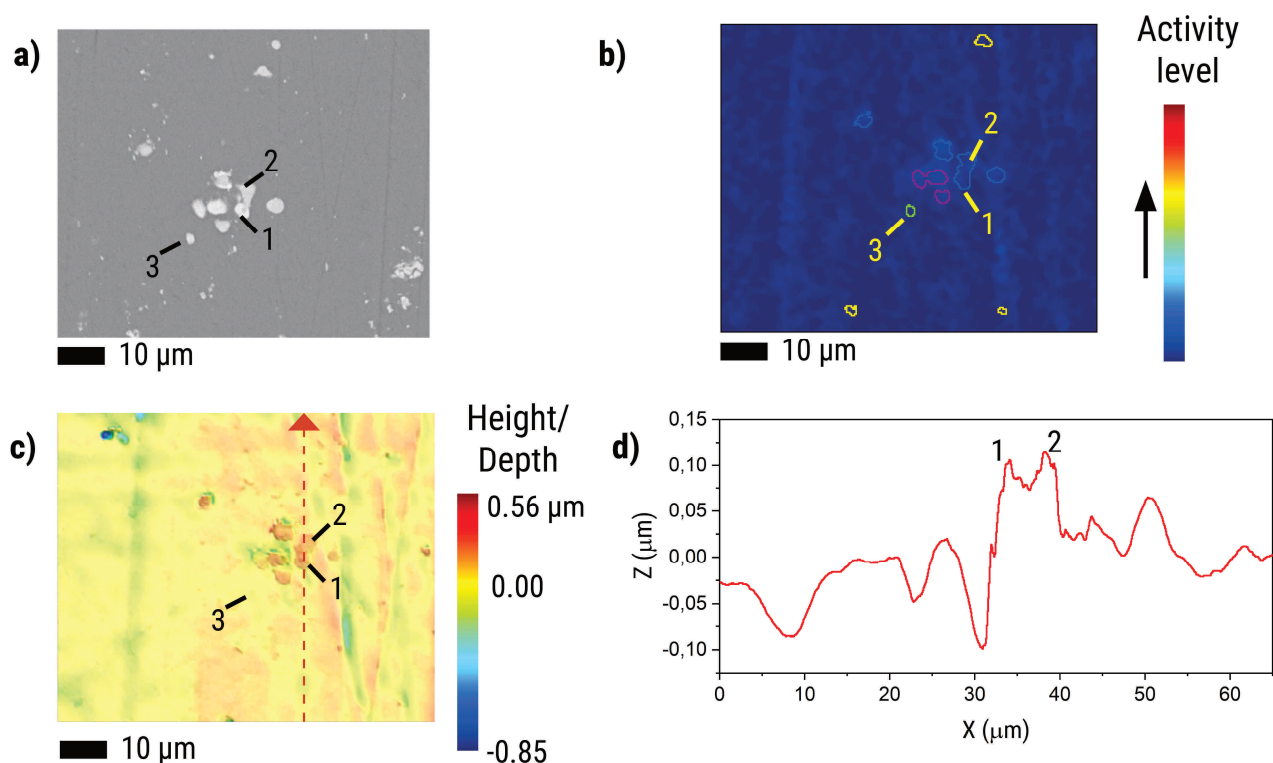 a)
2
1
3
10 µm
b)
2
1
3
10 µm
Activity
level
c)
2
1
3
10 µm
Height/
Depth
0.56 µm
0.00
-0.85
d)
0,15
0,10
0,05
0,00
-0,05
-0,10
Z (µm)
1 2
0 10 20 30 40 50 60
X (µm)